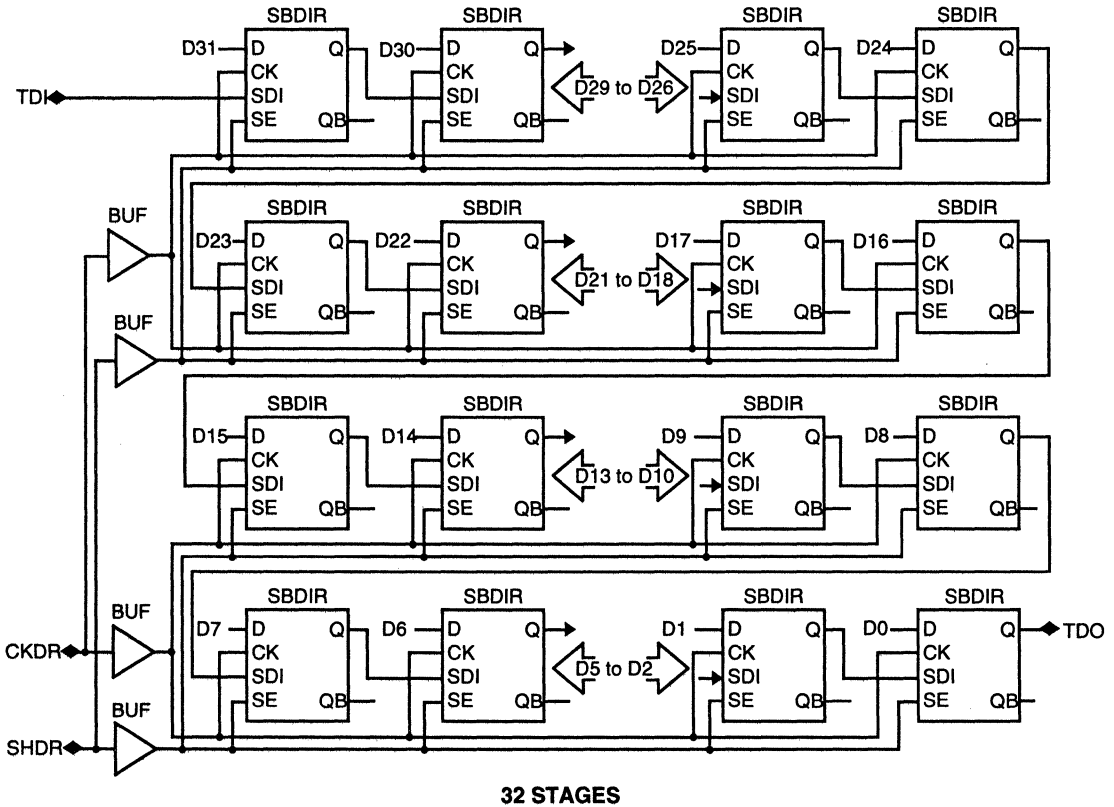 SBDIR SBDIR SBDIR SBDIR
D31 D Q D30 D Q D25 D Q D24 D Q
CK CK D29 to D26 CK CK
TDI SDI SDI SDI SDI
SE QB SE QB SE QB SE QB
BUF SBDIR SBDIR SBDIR SBDIR
D23 D Q D22 D Q D17 D Q D16 D Q
CK CK D21 to D18 CK CK
SDI SDI SDI SDI
SE QB SE QB SE QB SE QB
BUF
SBDIR SBDIR SBDIR SBDIR
D15 D Q D14 D Q D9 D Q D8 D Q
CK CK D13 to D10 CK CK
SDI SDI SDI SDI
SE QB SE QB SE QB SE QB
BUF SBDIR SBDIR SBDIR SBDIR
D7 D Q D6 D Q D1 D Q D0 D Q TDO
CKDR CK CK D5 to D2 CK CK
SDI SDI SDI SDI
BUF SE QB SE QB SE QB SE QB
SHDR
32 STAGES